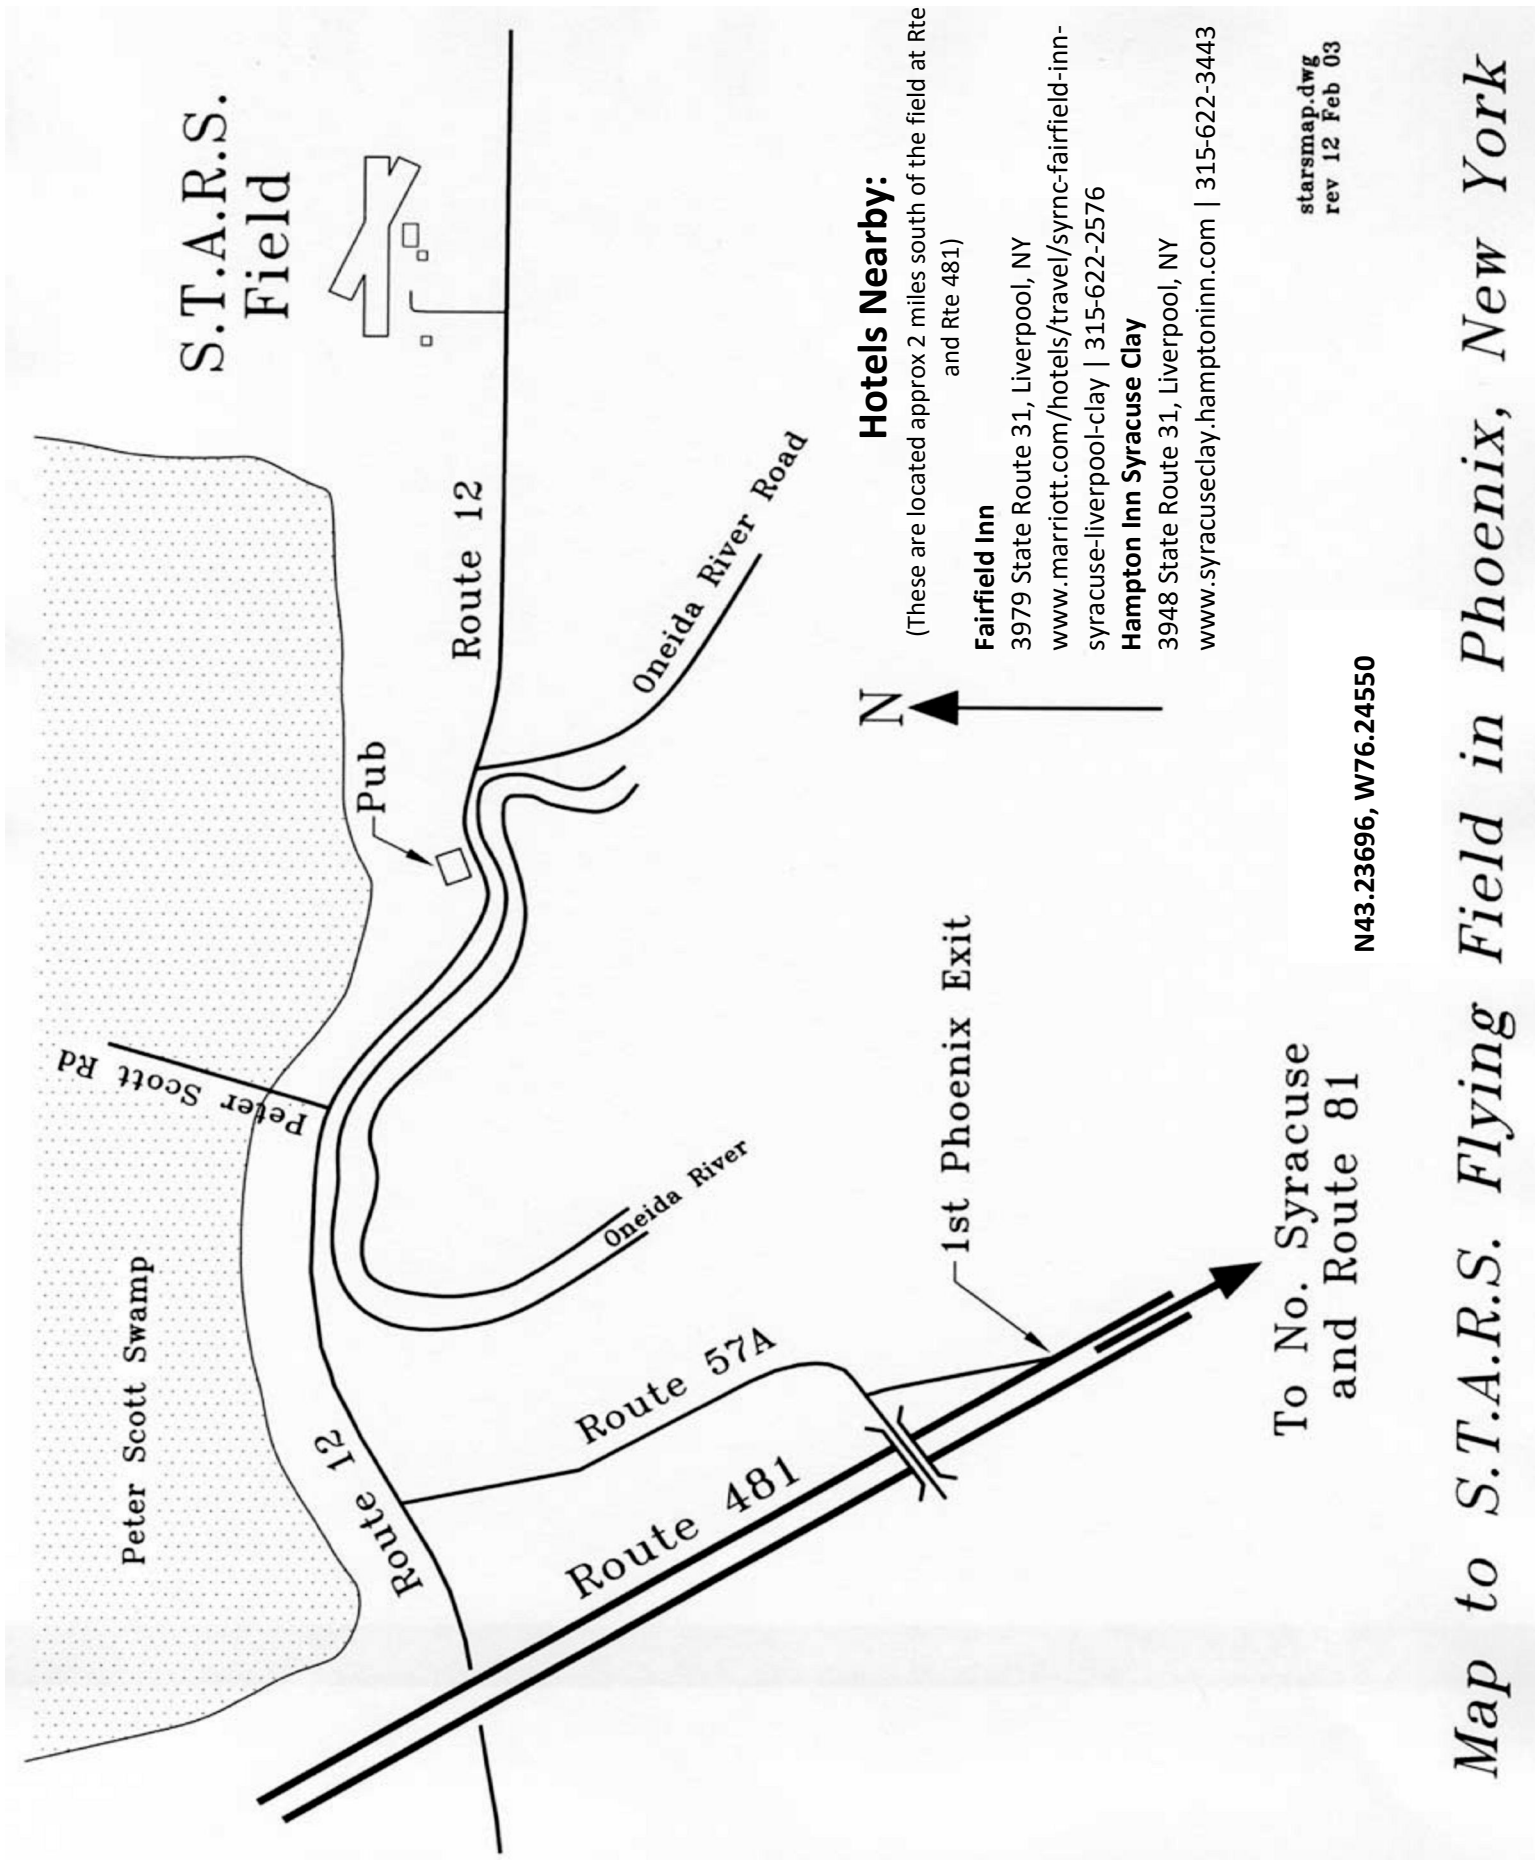 S.T.A.R.S.
Field
Peter Scott Swamp
Peter Scott Rd
Pub
Route 12
Route 12
Oneida River Road
Oneida River
Route 57A
Route 481
1st Phoenix Exit
N
Hotels Nearby:
(These are located approx 2 miles south of the field at Rte
and Rte 481)
Fairfield Inn
3979 State Route 31, Liverpool, NY
www.marriott.com/hotels/travel/syrnc-fairfield-inn-
syracuse-liverpool-clay | 315-622-2576
Hampton Inn Syracuse Clay
3948 State Route 31, Liverpool, NY
www.syracuseclay.hamptoninn.com | 315-622-3443
To No. Syracuse
and Route 81
N43.23696, W76.24550
starsmap.dwg
rev 12 Feb 03
Map to S.T.A.R.S. Flying Field in Phoenix, New York